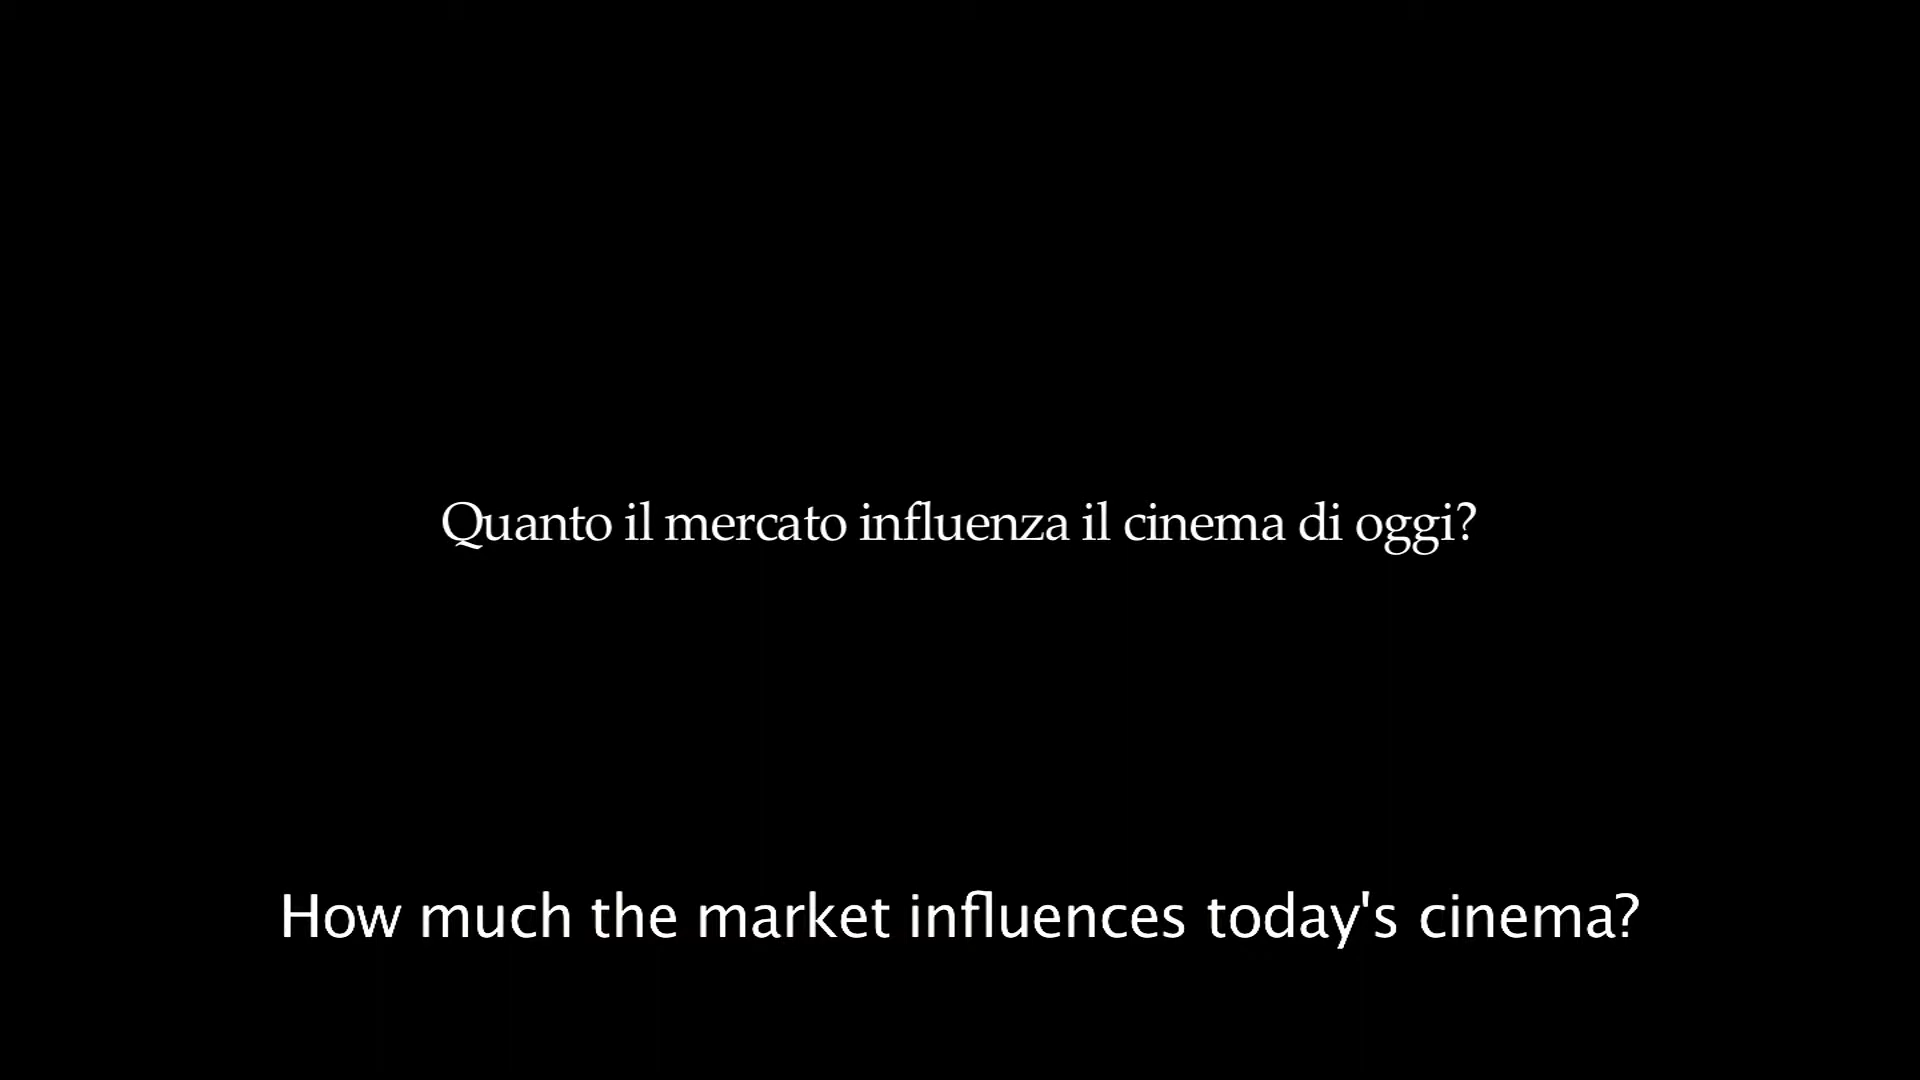 Quanto il mercato influenza il cinema di oggi?
How much the market influences today's cinema?